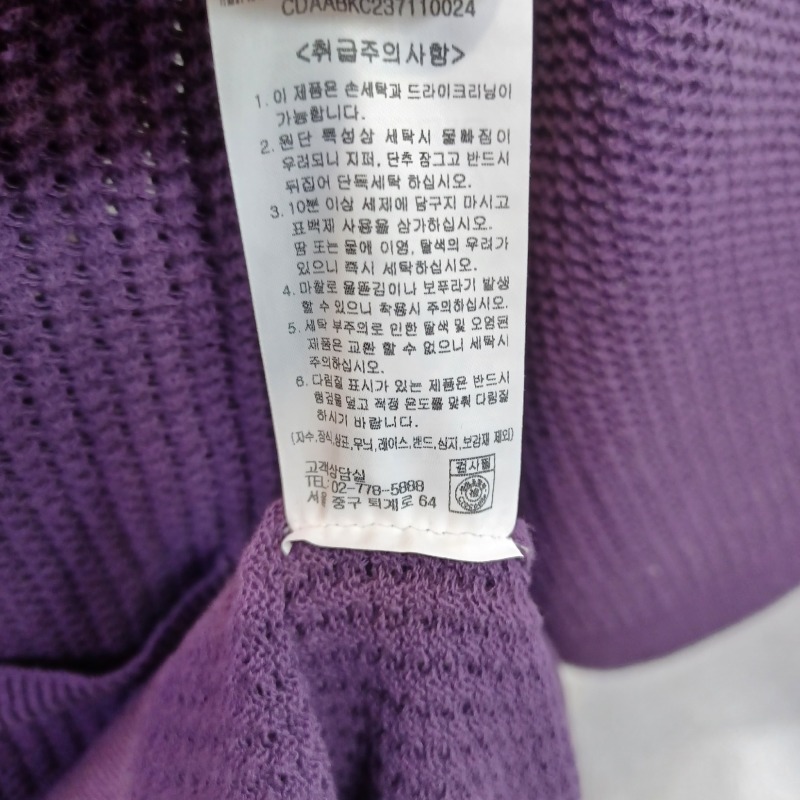 CDAABKC237110024
<취급주의사항>
1. 이 제품은 손세탁과 드라이크리닝이
가능합니다.
2. 원단 특성상 세탁시 물빠짐이
우려되니 지퍼, 단추 잠그고 반드시
뒤집어 단독세탁 하십시오.
3. 10분 이상 세제에 담구지 마시고
표백제 사용을 삼가하십시오.
땀 또는 물에 이염, 탈색의 우려가
있으니 즉시 세탁하십시오.
4. 마찰로 올뜯김이나 보푸라기 발생
할 수 있으니 착용시 주의하십시오.
5. 세탁 부주의로 인한 탈색 및 오염된
제품은 교환 할 수 없으니 세탁시
주의하십시오.
6. 다림질 표시가 있는 제품은 반드시
헝겊을 덮고 적정 온도를 맞춰 다림질
하시기 바랍니다.
(자수,장식,상표,무늬,레이스,밴드,심지,보강재 제외)
고객상담실
TEL: 02-778-5888
중구 퇴계로 64
검사필